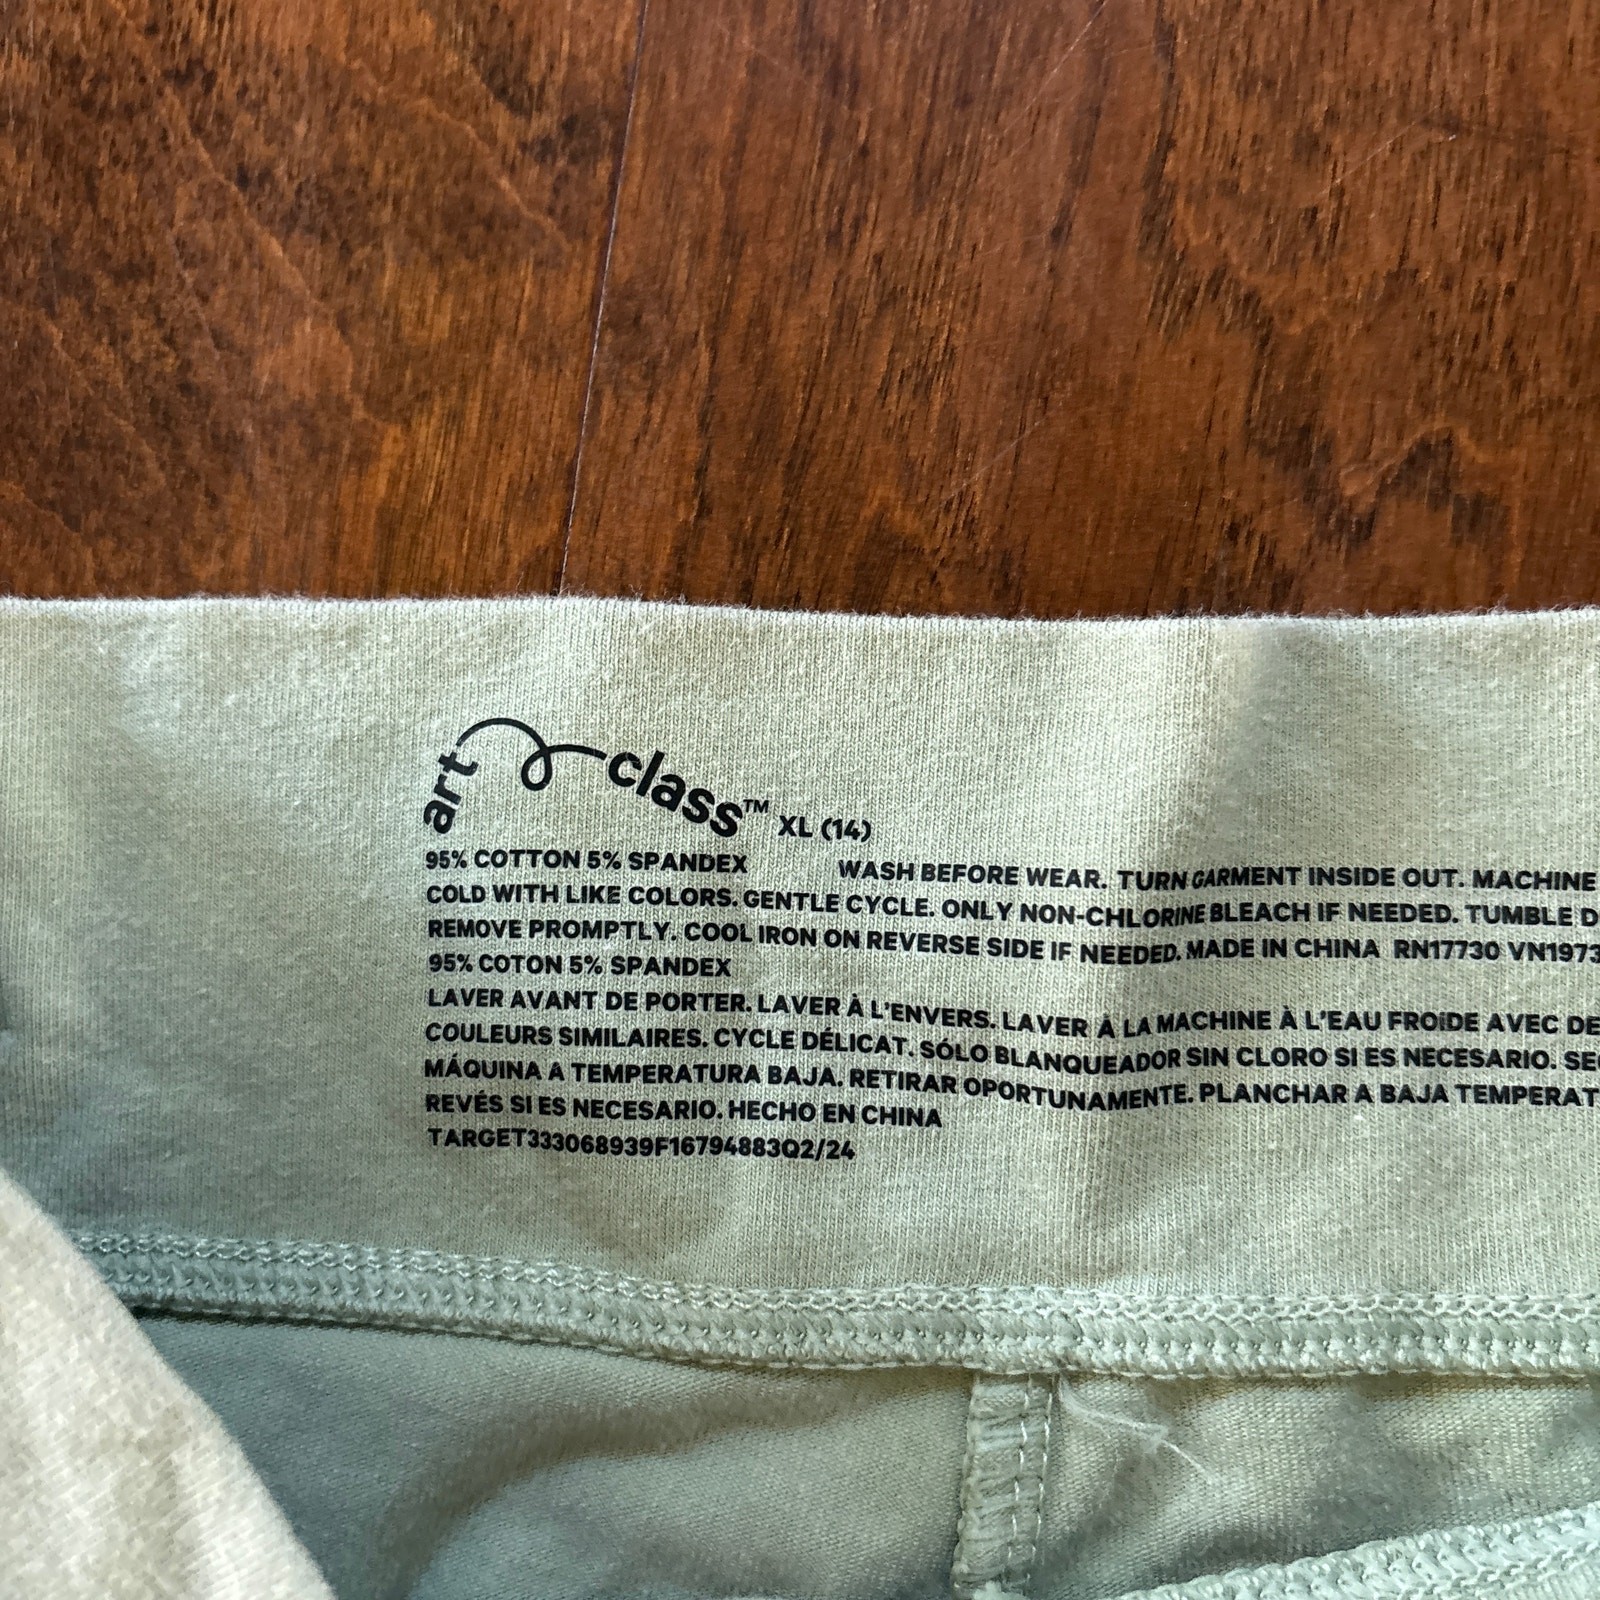 art class™ XL (14)
95% COTTON 5% SPANDEX WASH BEFORE WEAR. TURN GARMENT INSIDE OUT. MACHINE
COLD WITH LIKE COLORS. GENTLE CYCLE. ONLY NON-CHLORINE BLEACH IF NEEDED. TUMBLE D
REMOVE PROMPTLY. COOL IRON ON REVERSE SIDE IF NEEDED. MADE IN CHINA RN17730 VN1973
95% COTON 5% SPANDEX
LAVER AVANT DE PORTER. LAVER À L'ENVERS. LAVER À LA MACHINE À L'EAU FROIDE AVEC DE
COULEURS SIMILAIRES. CYCLE DÉLICAT. SÓLO BLANQUEADOR SIN CLORO SI ES NECESARIO. SE
MÁQUINA A TEMPERATURA BAJA. RETIRAR OPORTUNAMENTE. PLANCHAR A BAJA TEMPERAT
REVÉS SI ES NECESARIO. HECHO EN CHINA
TARGET333068939F16794883Q2/24